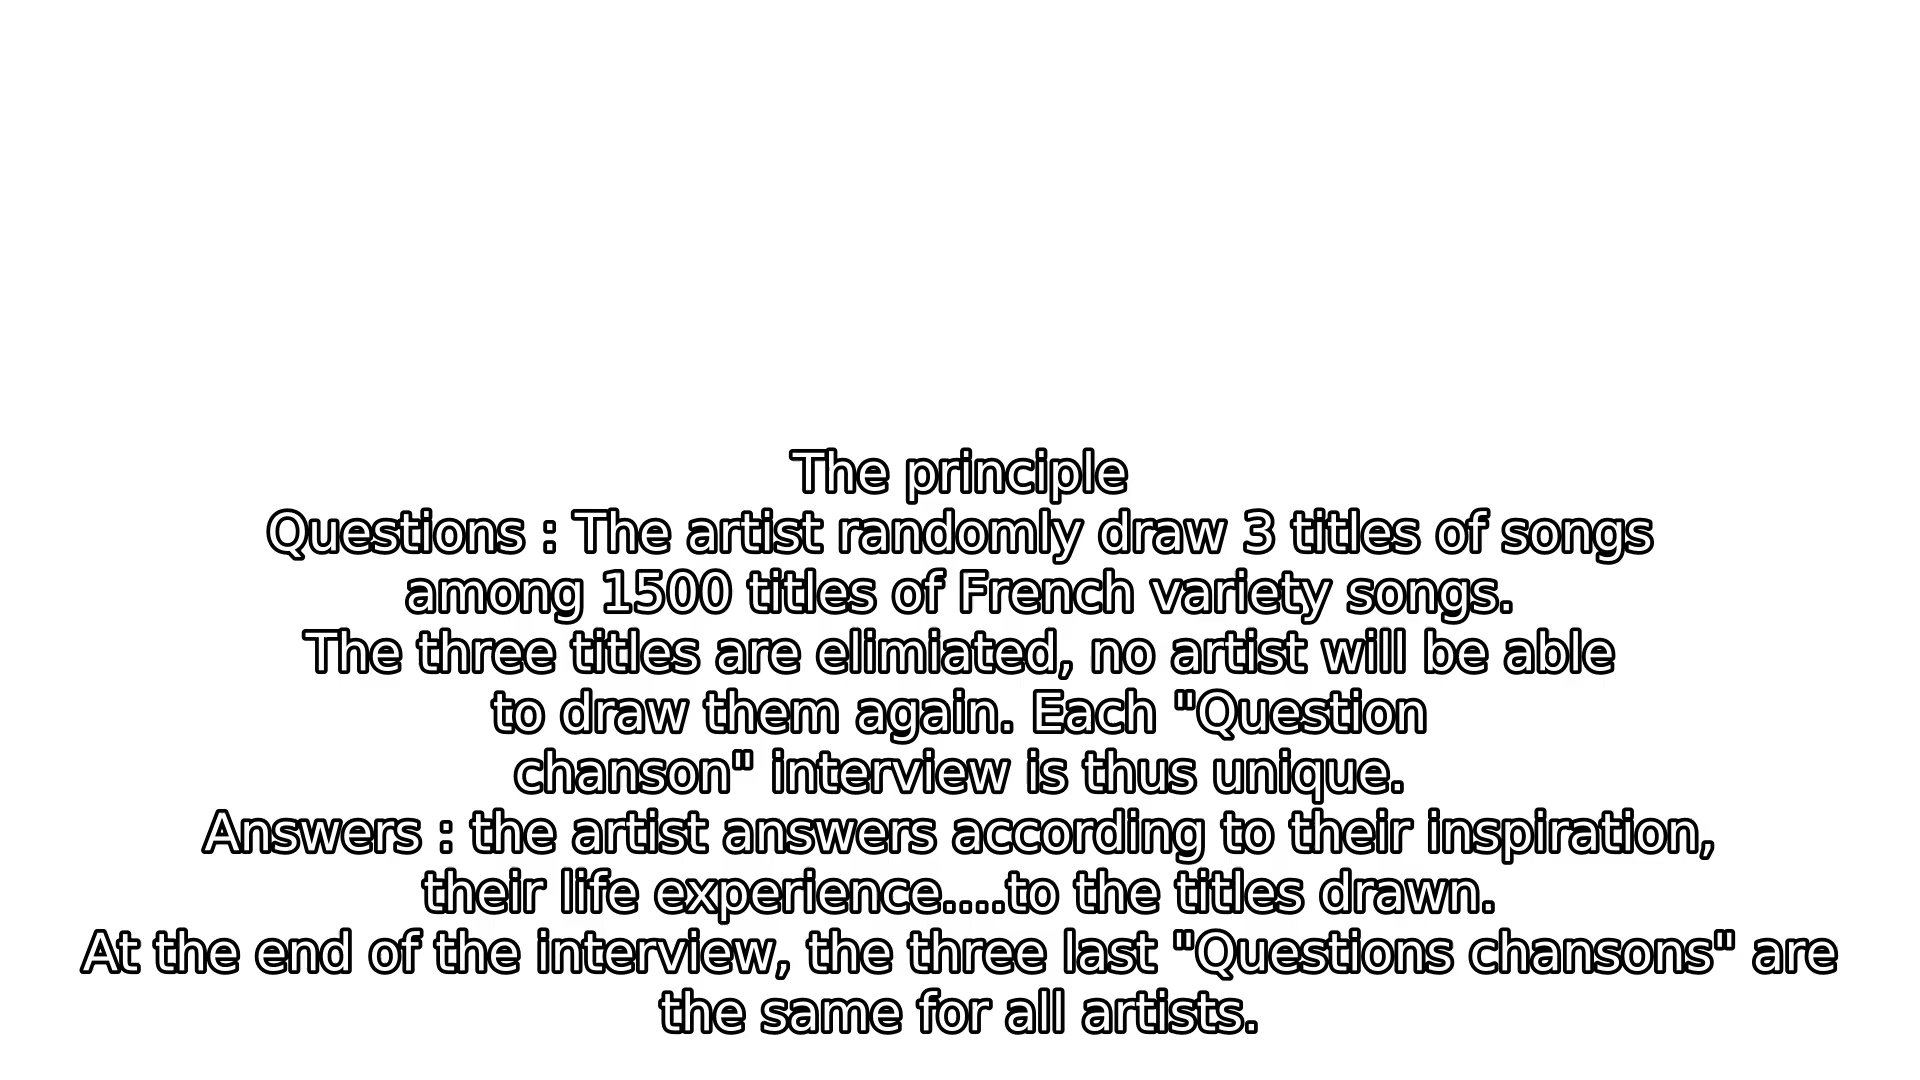 The principle
Questions : The artist randomly draw 3 titles of songs
among 1500 titles of French variety songs.
The three titles are elimiated, no artist will be able
to draw them again. Each "Question
chanson" interview is thus unique.
Answers : the artist answers according to their inspiration,
their life experience....to the titles drawn.
At the end of the interview, the three last "Questions chansons" are
the same for all artists.